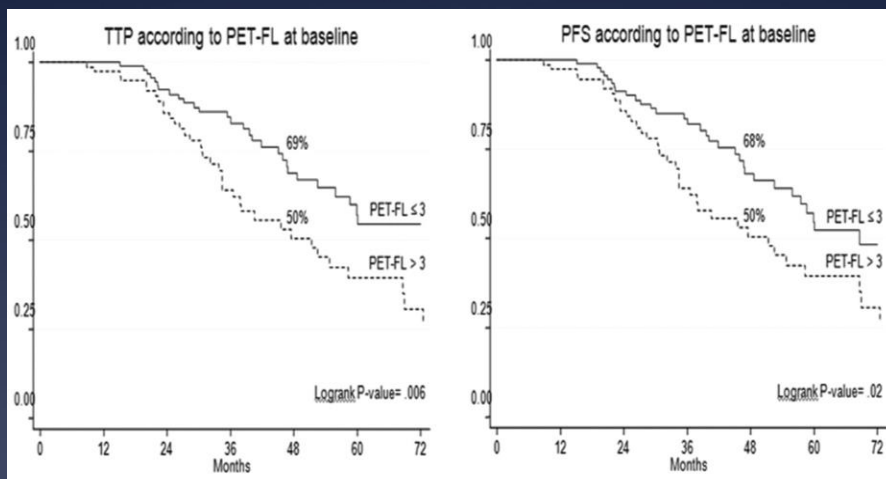 TTP according to PET-FL at baseline
1.00
0.75
0.50
0.25
0.00
69%
50%
PET-FL ≤ 3
PET-FL > 3
Logrank P-value= .006
0 12 24 36 48 60 72
Months
PFS according to PET-FL at baseline
1.00
0.75
0.50
0.25
0.00
68%
50%
PET-FL ≤ 3
PET-FL > 3
Logrank P-value= .02
0 12 24 36 48 60 72
Months